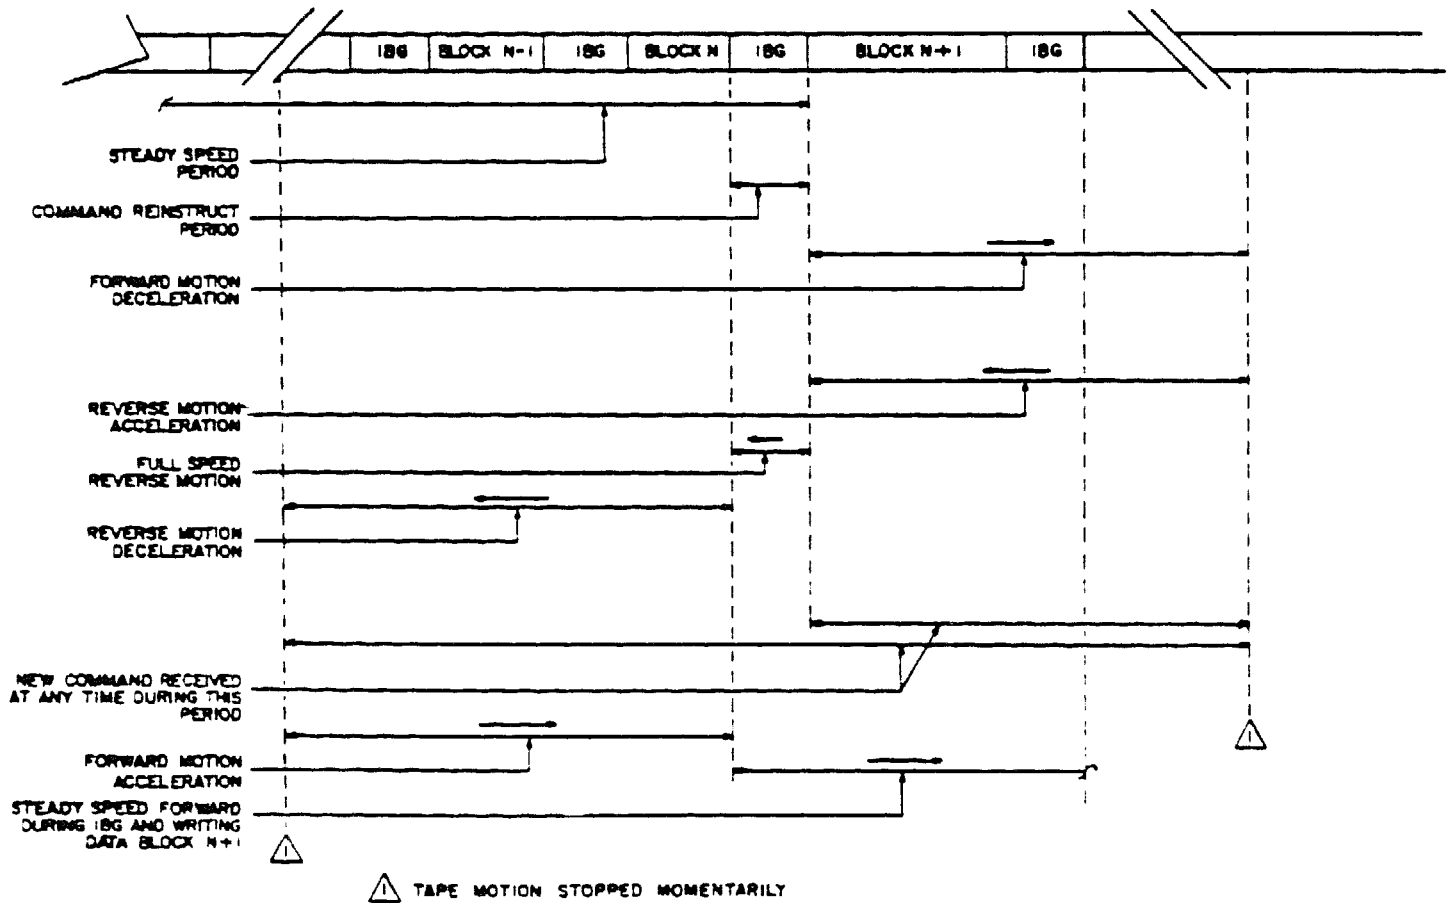 IBG BLOCK N-1 IBG BLOCK N IBG BLOCK N+1 IBG
STEADY SPEED
PERIOD
COMMAND REINSTRUCT
PERIOD
FORWARD MOTION
DECELERATION
REVERSE MOTION
ACCELERATION
FULL SPEED
REVERSE MOTION
REVERSE MOTION
DECELERATION
NEW COMMAND RECEIVED
AT ANY TIME DURING THIS
PERIOD
1
FORWARD MOTION
ACCELERATION
STEADY SPEED FORWARD
DURING IBG AND WRITING
DATA BLOCK N+1
1
1 TAPE MOTION STOPPED MOMENTARILY